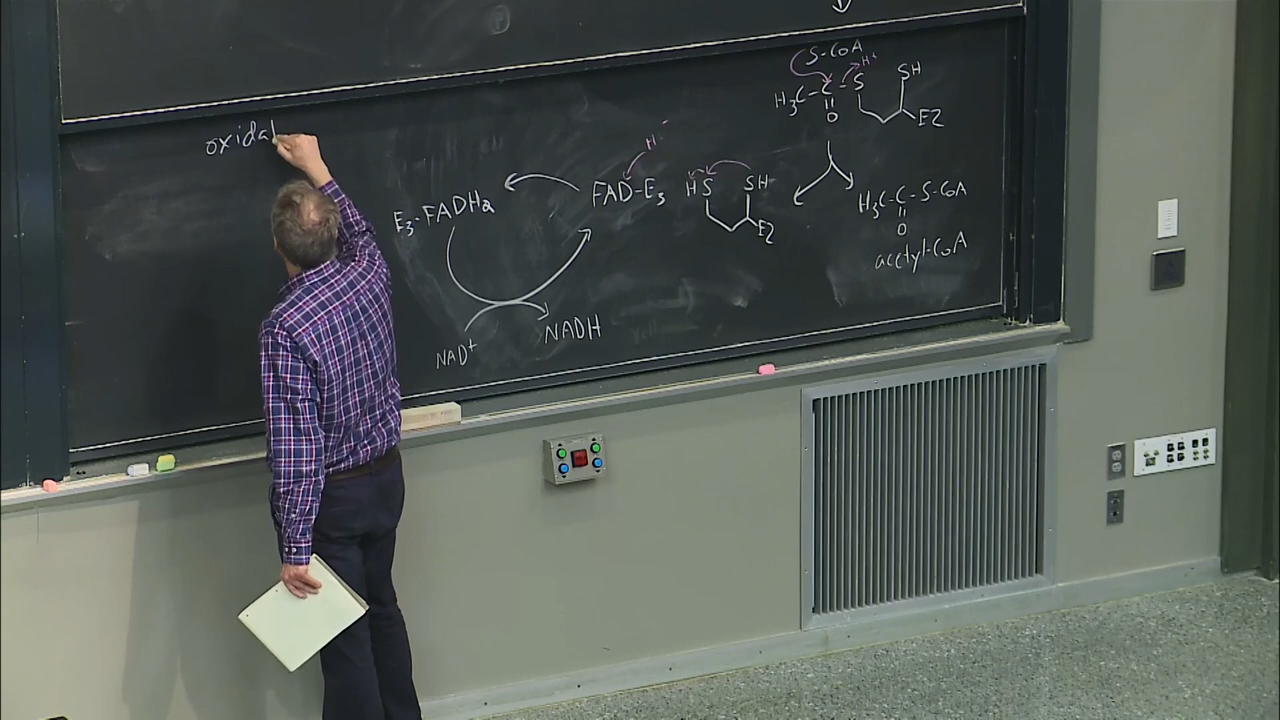 oxidat
S-CoA
H+
H3C-C-S
SH
O
E2
H-
E3-FADH2
FAD-E3
HS
SH
E2
H3C-C-S-CoA
O
acetyl-CoA
NAD+
NADH